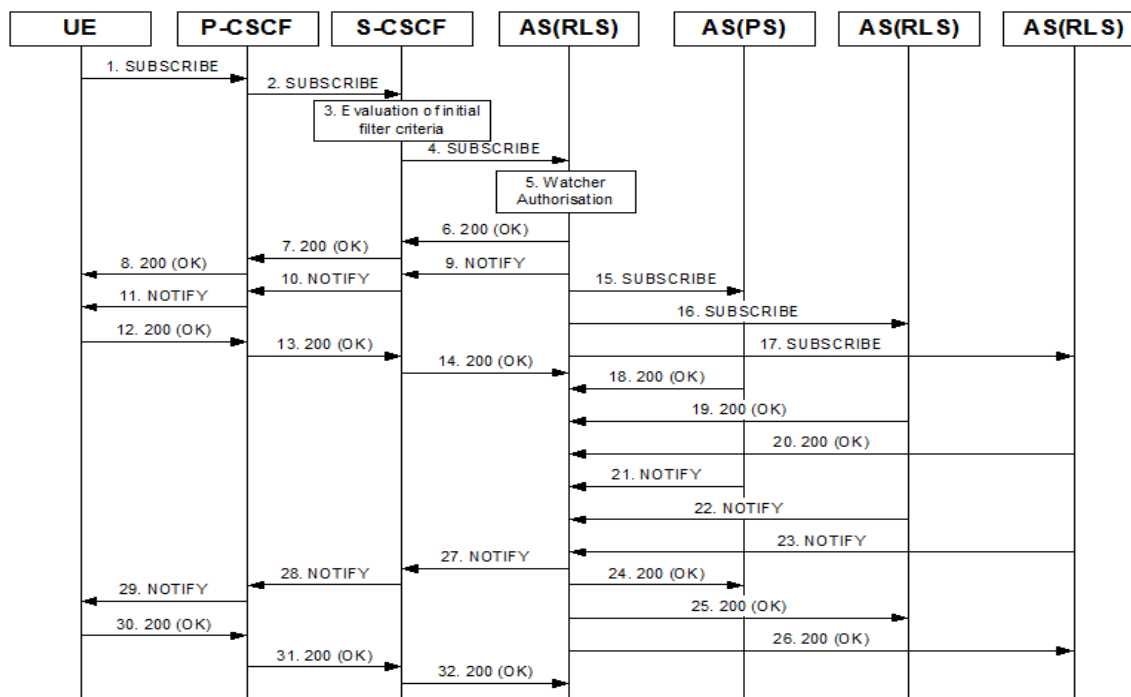 UE P-CSCF S-CSCF AS(RLS) AS(PS) AS(RLS) AS(RLS)
1. SUBSCRIBE
2. SUBSCRIBE
3. Evaluation of initial
filter criteria
4. SUBSCRIBE
5. Watcher
Authorisation
6. 200 (OK)
7. 200 (OK)
8. 200 (OK)
9. NOTIFY
10. NOTIFY
15. SUBSCRIBE
11. NOTIFY
16. SUBSCRIBE
12. 200 (OK)
13. 200 (OK)
17. SUBSCRIBE
14. 200 (OK)
18. 200 (OK)
19. 200 (OK)
20. 200 (OK)
21. NOTIFY
22. NOTIFY
23. NOTIFY
27. NOTIFY
28. NOTIFY
24. 200 (OK)
29. NOTIFY
25. 200 (OK)
30. 200 (OK)
26. 200 (OK)
31. 200 (OK)
32. 200 (OK)